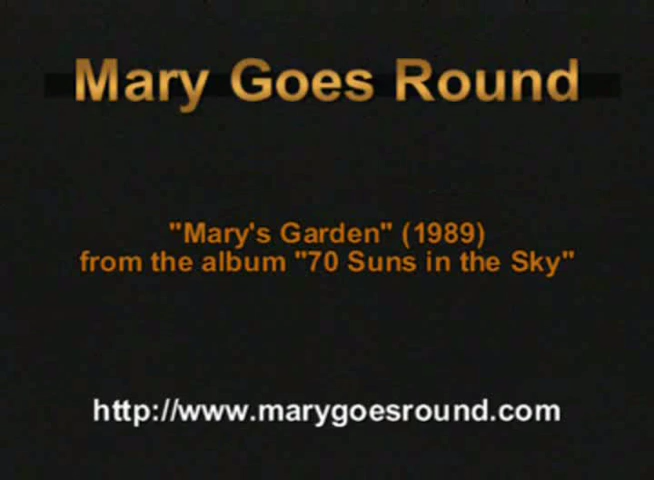 Mary Goes Round
"Mary's Garden" (1989)
from the album "70 Suns in the Sky"
http://www.marygoesround.com